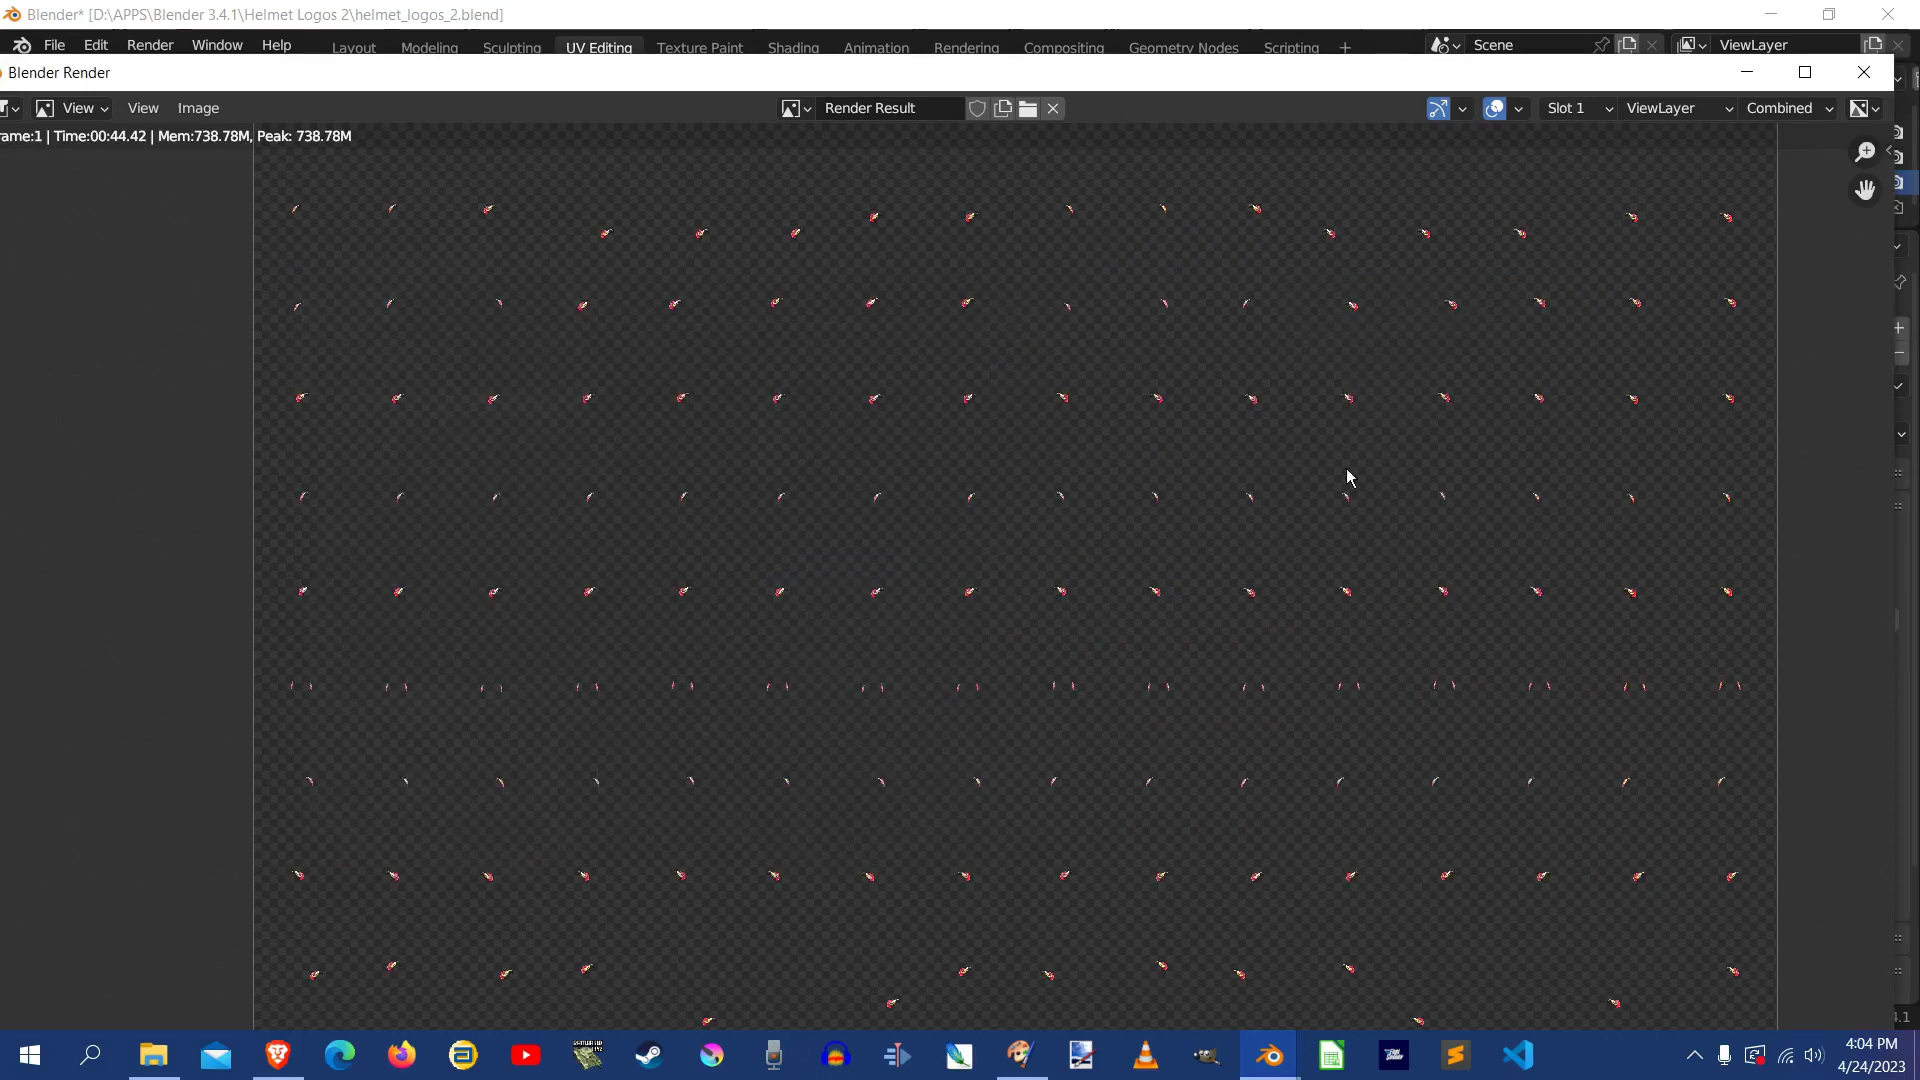 Blender* [D:\APPS\Blender 3.4.1\Helmet Logos 2\helmet_logos_2.blend]
File Edit Render Window Help Layout Modeling Sculpting UV Editing Texture Paint Shading Animation Rendering Compositing Geometry Nodes Scripting + Scene ViewLayer
Blender Render
View View Image Render Result Slot 1 ViewLayer Combined
rame:1 | Time:00:44.42 | Mem:738.78M, Peak: 738.78M
4.1
4:04 PM
4/24/2023